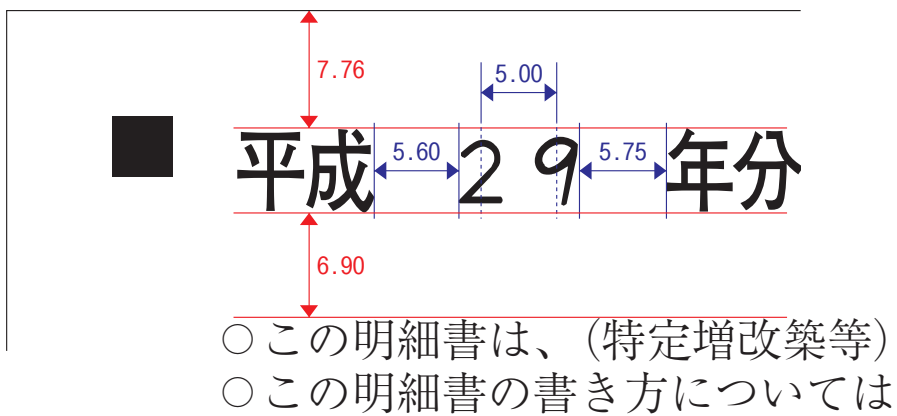 7.76
5.00
平成 5.60 29 5.75 年分
6.90
○この明細書は、(特定増改築等)
○この明細書の書き方については